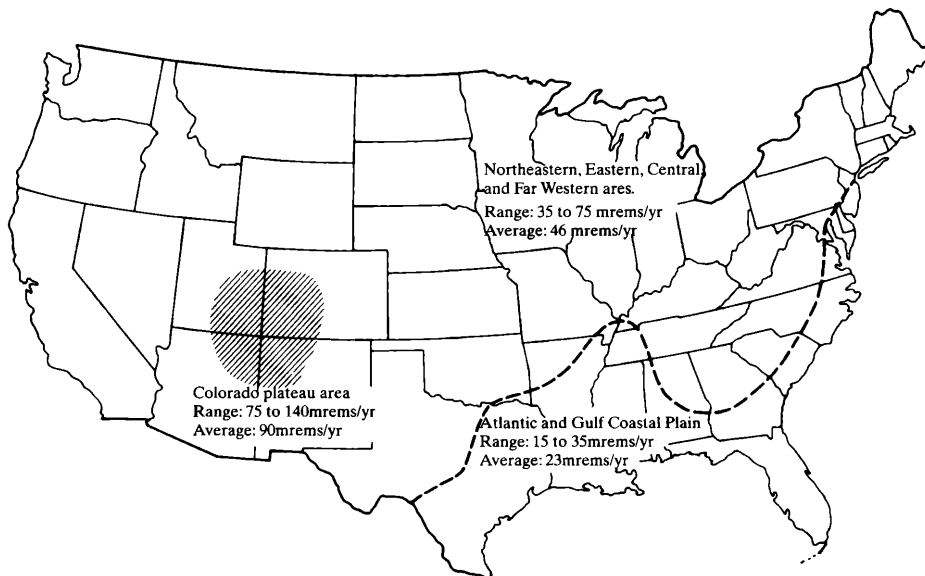 Northeastern, Eastern, Central,
and Far Western ares.
Range: 35 to 75 mrems/yr
Average: 46 mrems/yr
Colorado plateau area
Range: 75 to 140mrems/yr
Average: 90mrems/yr
Atlantic and Gulf Coastal Plain
Range: 15 to 35mrems/yr
Average: 23mrems/yr